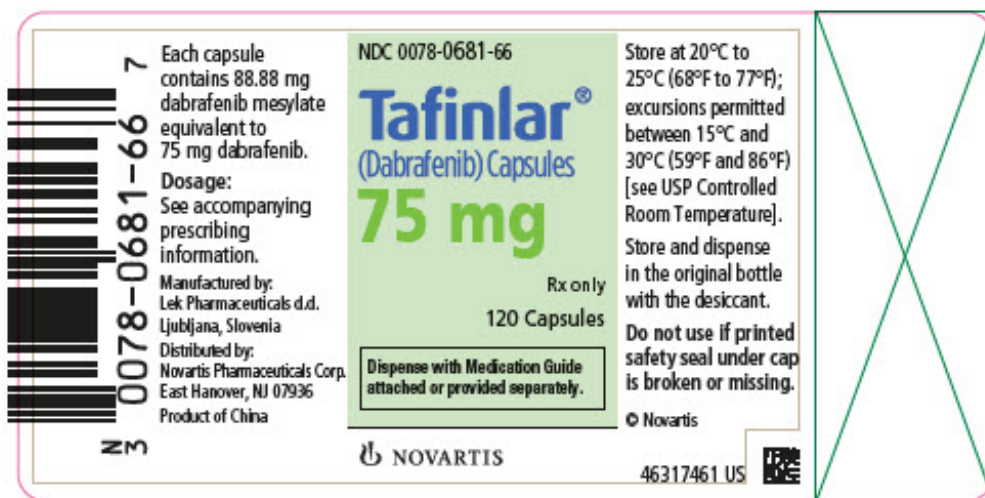 N
3 0078-0681-66 7
Each capsule
contains 88.88 mg
dabrafenib mesylate
equivalent to
75 mg dabrafenib.
Dosage:
See accompanying
prescribing
information.
Manufactured by:
Lek Pharmaceuticals d.d.
Ljubljana, Slovenia
Distributed by:
Novartis Pharmaceuticals Corp.
East Hanover, NJ 07936
Product of China
NDC 0078-0681-66
Tafinlar®
(Dabrafenib) Capsules
75 mg
Rx only
120 Capsules
Dispense with Medication Guide
attached or provided separately.
NOVARTIS
Store at 20°C to
25°C (68°F to 77°F);
excursions permitted
between 15°C and
30°C (59°F and 86°F)
[see USP Controlled
Room Temperature].
Store and dispense
in the original bottle
with the desiccant.
Do not use if printed
safety seal under cap
is broken or missing.
© Novartis
46317461 US